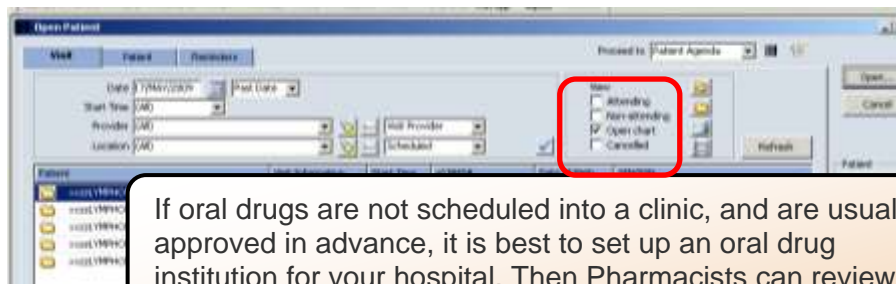 Open Patient
Visit Patient Reminders
Proceed to Patient Agenda
Date 17/MAY/2009 Past Date
Start Time (All)
Provider (All) Visit Provider
Location (All) Scheduled
View
Attending
Non-attending
Open chart
Cancelled
Refresh
Open...
Cancel
Patient
Patient
Start Time
If oral drugs are not scheduled into a clinic, and are usual
approved in advance, it is best to set up an oral drug
institution for your hospital. Then Pharmacists can review